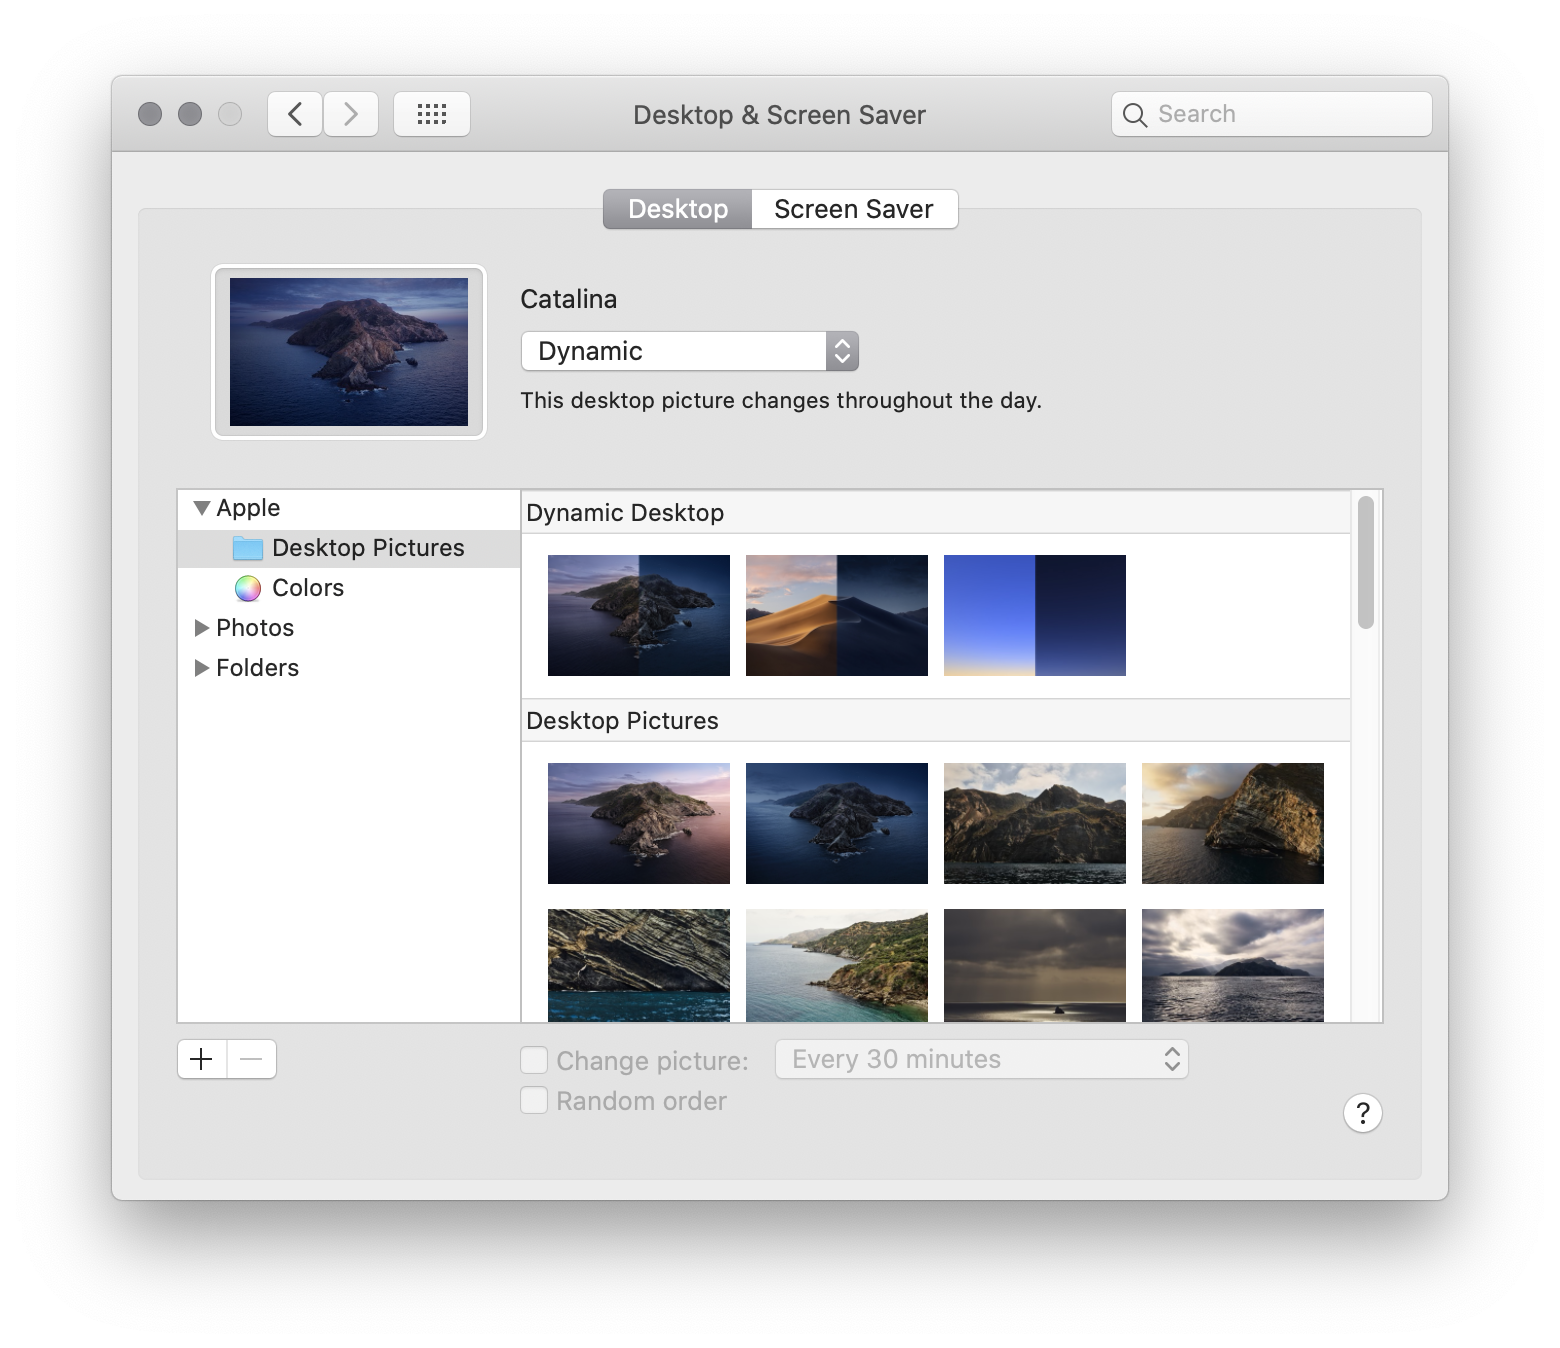 Desktop & Screen Saver
Search
Desktop
Screen Saver
Catalina
Dynamic
This desktop picture changes throughout the day.
Apple
Desktop Pictures
Colors
Photos
Folders
Dynamic Desktop
Desktop Pictures
Change picture:
Every 30 minutes
Random order
?